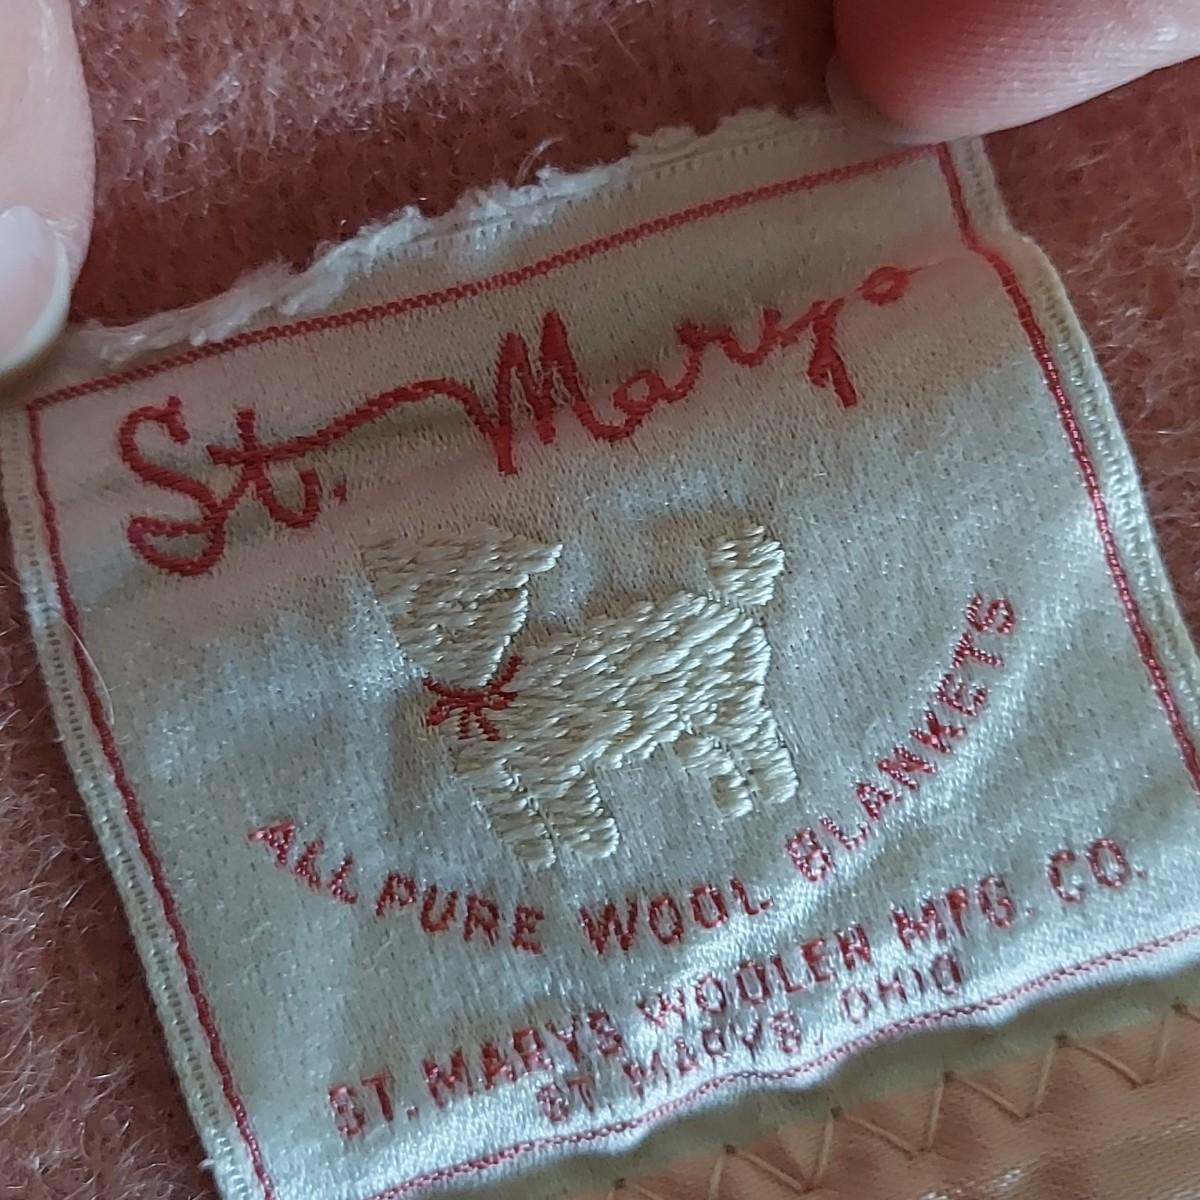 St. Marys
ALL PURE WOOL BLANKETS
ST. MARYS WOOLEN MFG. CO.
ST. MARYS, OHIO